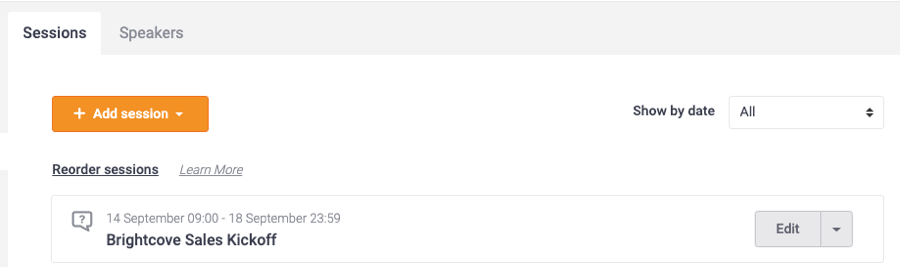 Sessions Speakers
+ Add session
Show by date All
Reorder sessions Learn More
14 September 09:00 - 18 September 23:59
Brightcove Sales Kickoff
Edit